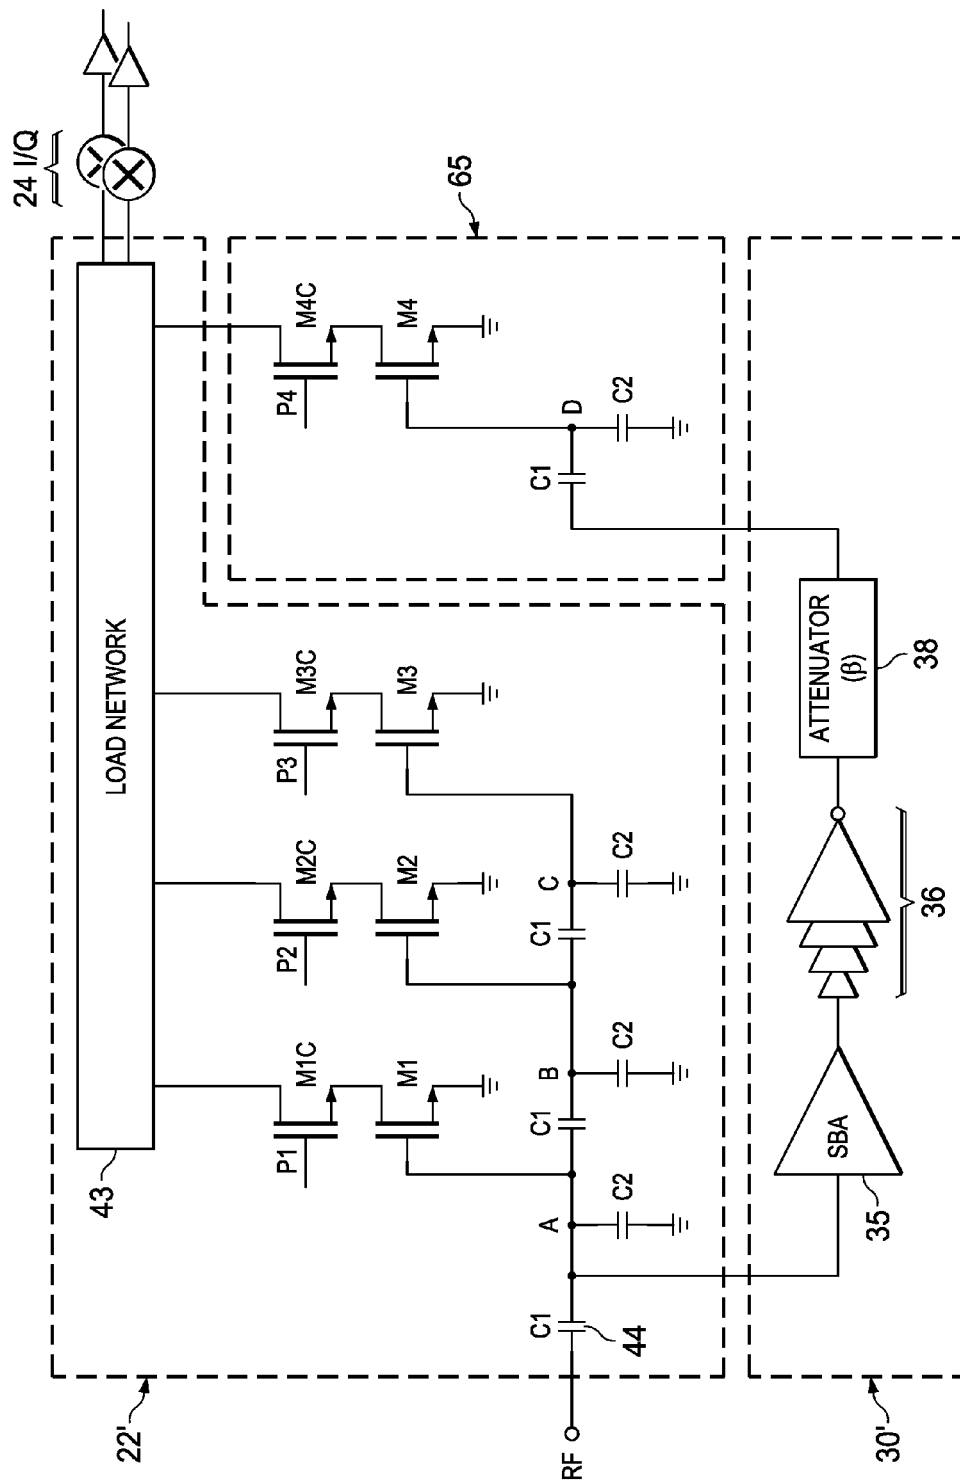 24 I/Q
LOAD NETWORK
43
P1
M1C
M1
P2
M2C
M2
P3
M3C
M3
P4
M4C
M4
65
22'
RF
C1
44
A
C2
C1
B
C2
C1
C
C2
C1
D
C2
SBA
35
36
ATTENUATOR
(β)
38
30'